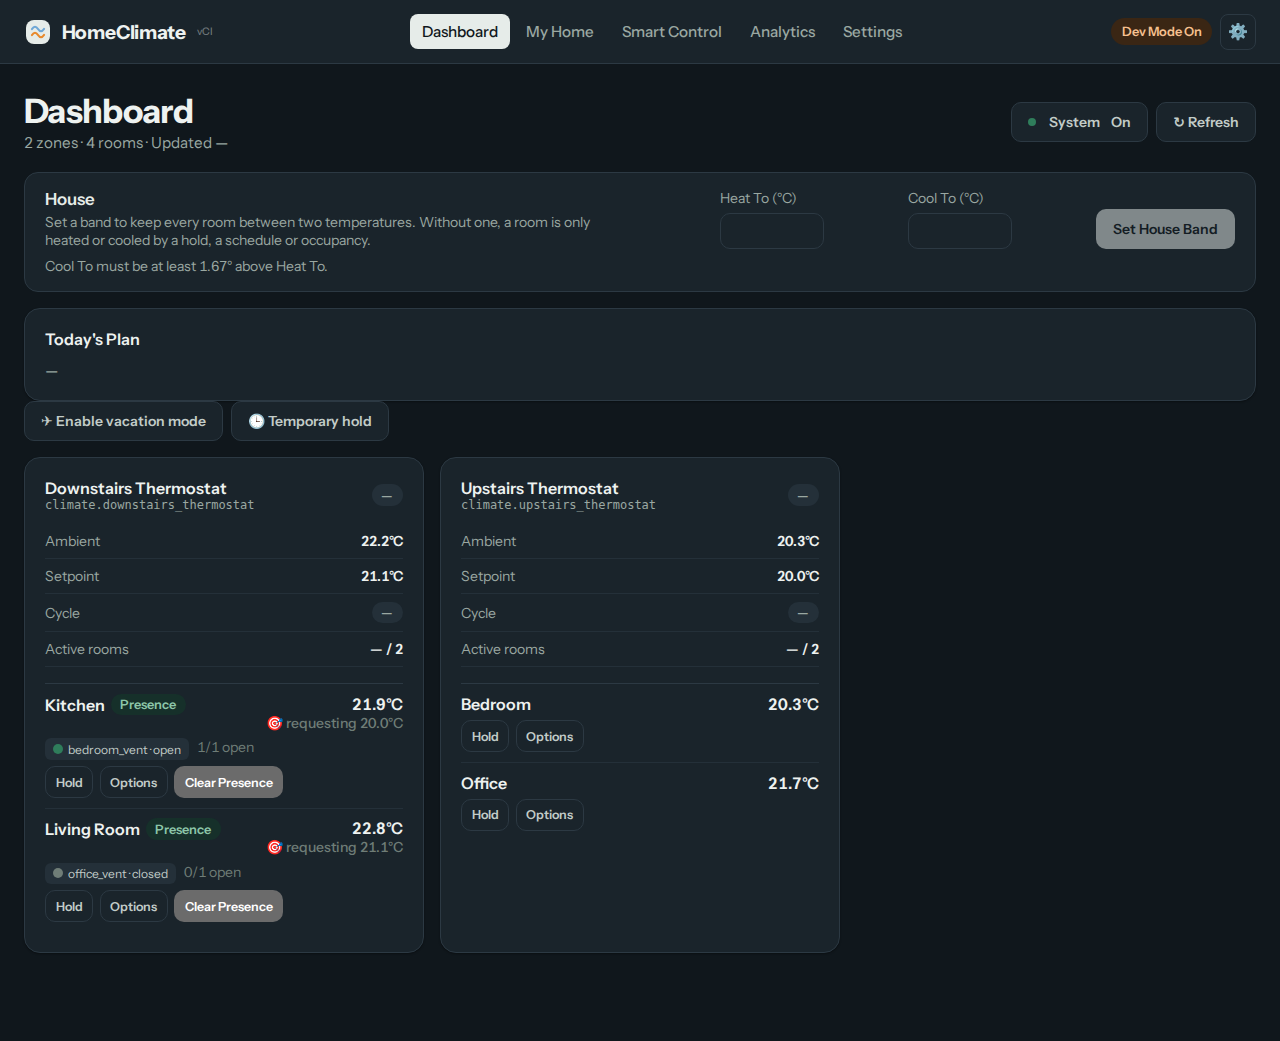 HomeClimate vCI
Dashboard My Home Smart Control Analytics Settings
Dev Mode On
Dashboard
2 zones · 4 rooms · Updated —
System On
↻ Refresh
House
Set a band to keep every room between two temperatures. Without one, a room is only
heated or cooled by a hold, a schedule or occupancy.
Cool To must be at least 1.67° above Heat To.
Heat To (°C)
Cool To (°C)
Set House Band
Today's Plan
—
✈ Enable vacation mode
🕒 Temporary hold
Downstairs Thermostat
climate.downstairs_thermostat
—
Ambient 22.2°C
Setpoint 21.1°C
Cycle —
Active rooms — / 2
Kitchen Presence 21.9°C
🎯 requesting 20.0°C
bedroom_vent · open 1/1 open
Hold Options Clear Presence
Living Room Presence 22.8°C
🎯 requesting 21.1°C
office_vent · closed 0/1 open
Hold Options Clear Presence
Upstairs Thermostat
climate.upstairs_thermostat
—
Ambient 20.3°C
Setpoint 20.0°C
Cycle —
Active rooms — / 2
Bedroom 20.3°C
Hold Options
Office 21.7°C
Hold Options